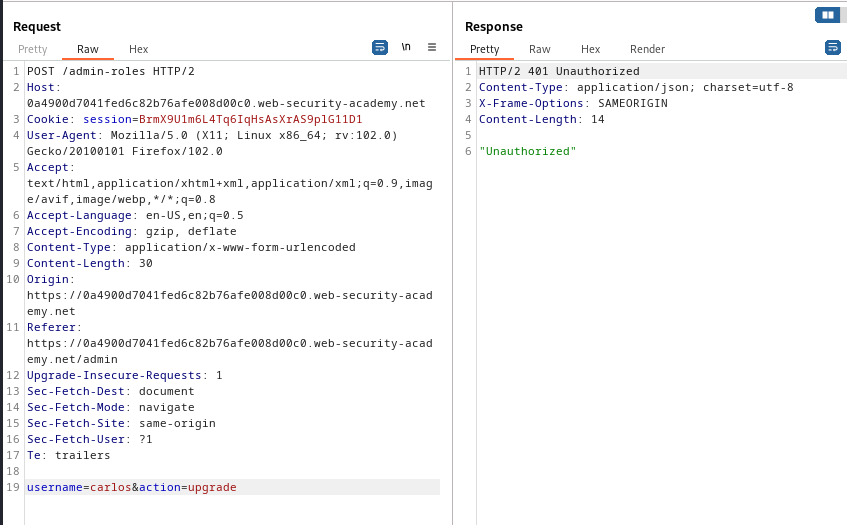 Request
Pretty Raw Hex
\n
1 POST /admin-roles HTTP/2
2 Host:
0a4900d7041fed6c82b76afe008d00c0.web-security-academy.net
3 Cookie: session=BrmX9U1m6L4Tq6IqHsAsXrAS9plG11D1
4 User-Agent: Mozilla/5.0 (X11; Linux x86_64; rv:102.0)
Gecko/20100101 Firefox/102.0
5 Accept:
text/html,application/xhtml+xml,application/xml;q=0.9,imag
e/avif,image/webp,*/*;q=0.8
6 Accept-Language: en-US,en;q=0.5
7 Accept-Encoding: gzip, deflate
8 Content-Type: application/x-www-form-urlencoded
9 Content-Length: 30
10 Origin:
https://0a4900d7041fed6c82b76afe008d00c0.web-security-acad
emy.net
11 Referer:
https://0a4900d7041fed6c82b76afe008d00c0.web-security-acad
emy.net/admin
12 Upgrade-Insecure-Requests: 1
13 Sec-Fetch-Dest: document
14 Sec-Fetch-Mode: navigate
15 Sec-Fetch-Site: same-origin
16 Sec-Fetch-User: ?1
17 Te: trailers
18
19 username=carlos&action=upgrade
Response
Pretty Raw Hex Render
1 HTTP/2 401 Unauthorized
2 Content-Type: application/json; charset=utf-8
3 X-Frame-Options: SAMEORIGIN
4 Content-Length: 14
5
6 "Unauthorized"